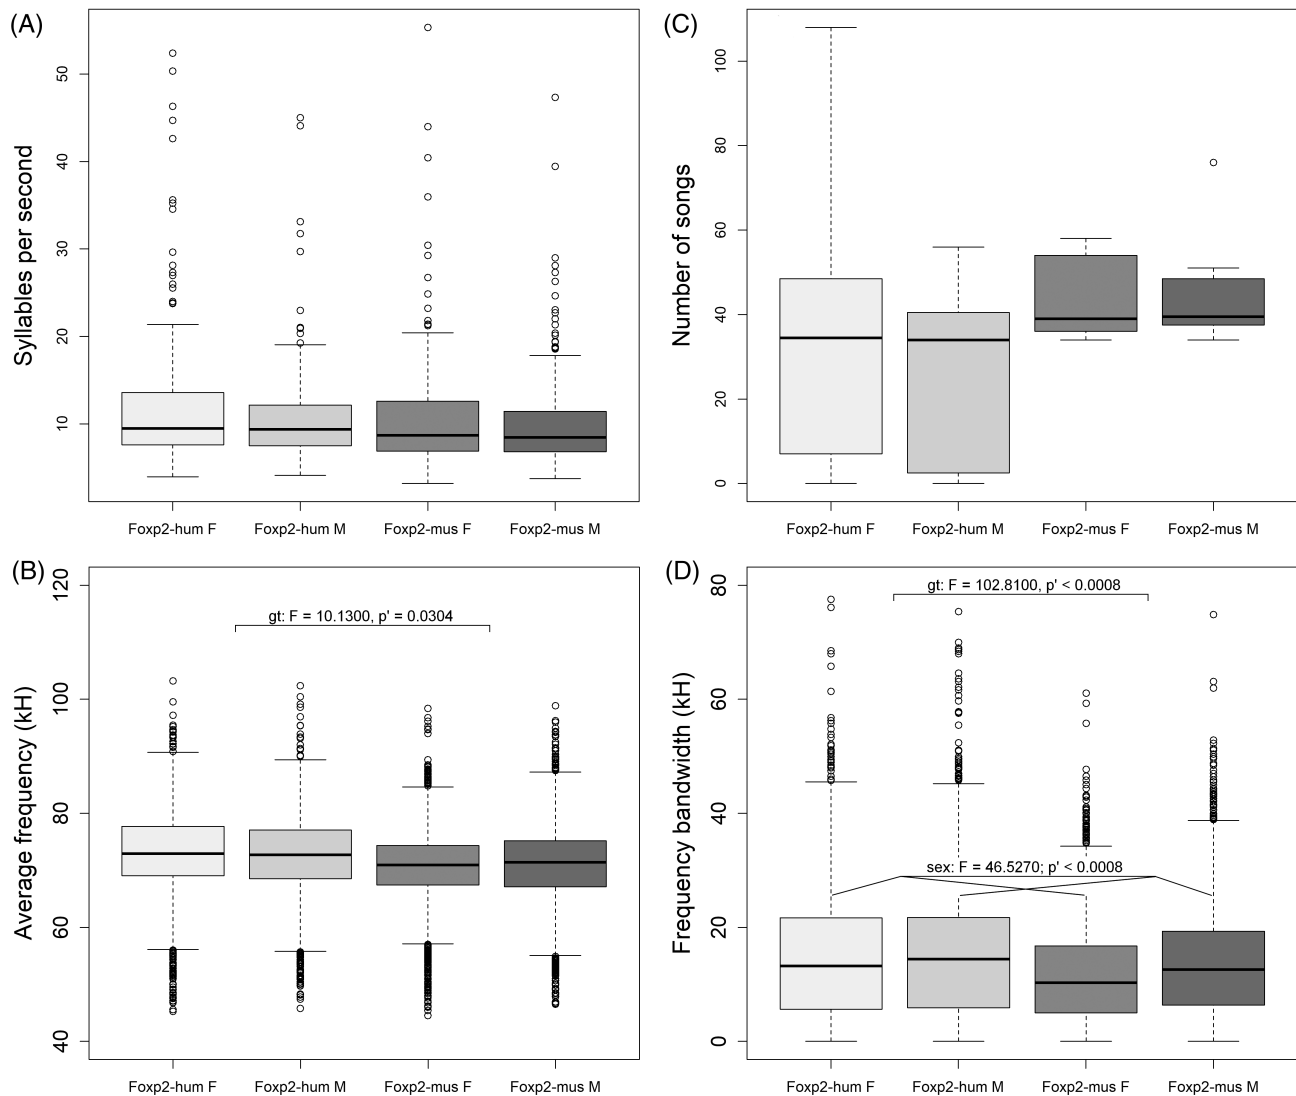 (A)
Syllables per second
50
40
30
20
10
Foxp2-hum F
Foxp2-hum M
Foxp2-mus F
Foxp2-mus M
(C)
Number of songs
100
80
60
40
20
0
Foxp2-hum F
Foxp2-hum M
Foxp2-mus F
Foxp2-mus M
(B)
Average frequency (kH)
120
100
80
60
40
gt: F = 10.1300, p' = 0.0304
Foxp2-hum F
Foxp2-hum M
Foxp2-mus F
Foxp2-mus M
(D)
Frequency bandwidth (kH)
80
60
40
20
0
gt: F = 102.8100, p' < 0.0008
sex: F = 46.5270; p' < 0.0008
Foxp2-hum F
Foxp2-hum M
Foxp2-mus F
Foxp2-mus M